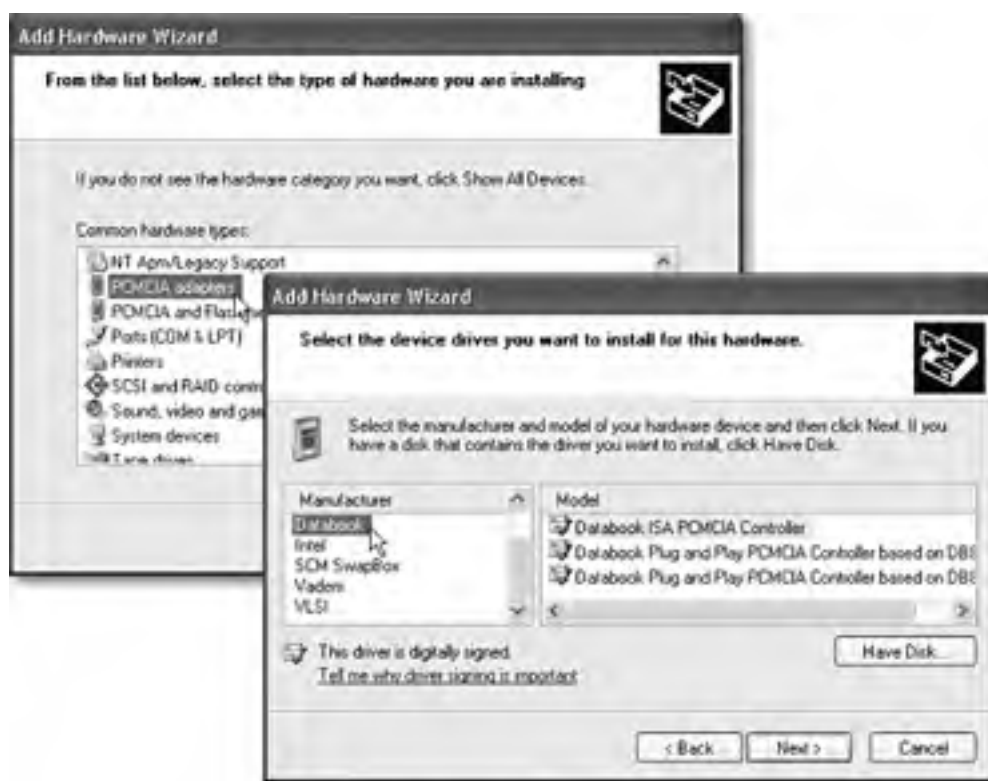 Add Hardware Wizard
From the list below, select the type of hardware you are installing
If you do not see the hardware category you want, click Show All Devices.
Common hardware types:
NT Apm/Legacy Support
PCMCIA adapters
PCMCIA and Flash
Ports (COM & LPT)
Printers
SCSI and RAID contr
Sound, video and gam
System devices
Tape drives
Add Hardware Wizard
Select the device driver you want to install for this hardware.
Select the manufacturer and model of your hardware device and then click Next. If you
have a disk that contains the driver you want to install, click Have Disk.
Manufacturer
Databook
Intel
SCM SwapBox
Vadem
VLSI
Model
Databook ISA PCMCIA Controller
Databook Plug and Play PCMCIA Controller based on DB8
Databook Plug and Play PCMCIA Controller based on DB8
This driver is digitally signed.
Tell me why driver signing is important
Have Disk...
< Back
Next >
Cancel